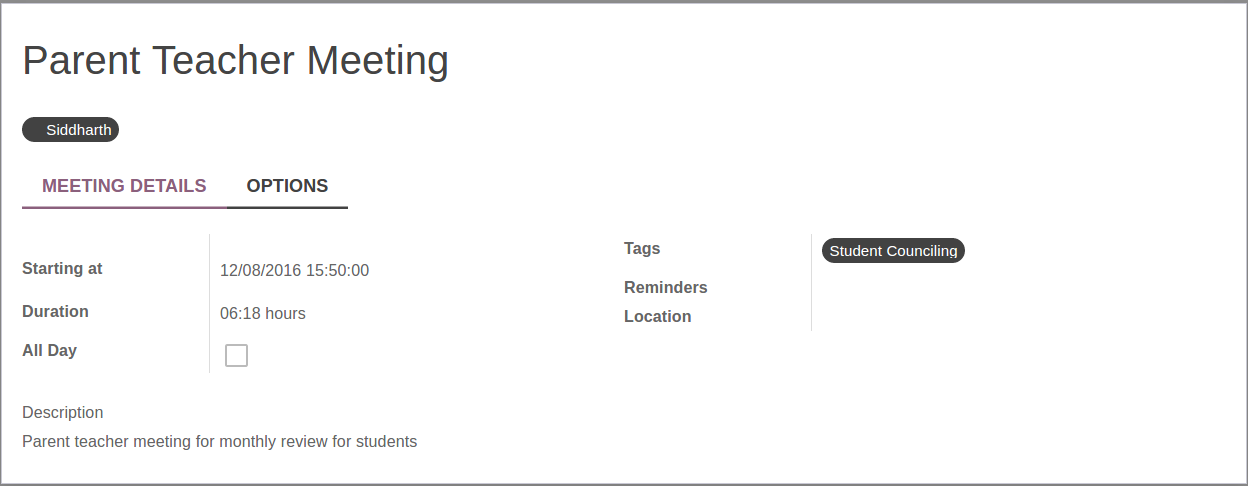 Parent Teacher Meeting
Siddharth
MEETING DETAILS OPTIONS
Starting at 12/08/2016 15:50:00
Duration 06:18 hours
All Day
Tags Student Counciling
Reminders
Location
Description
Parent teacher meeting for monthly review for students